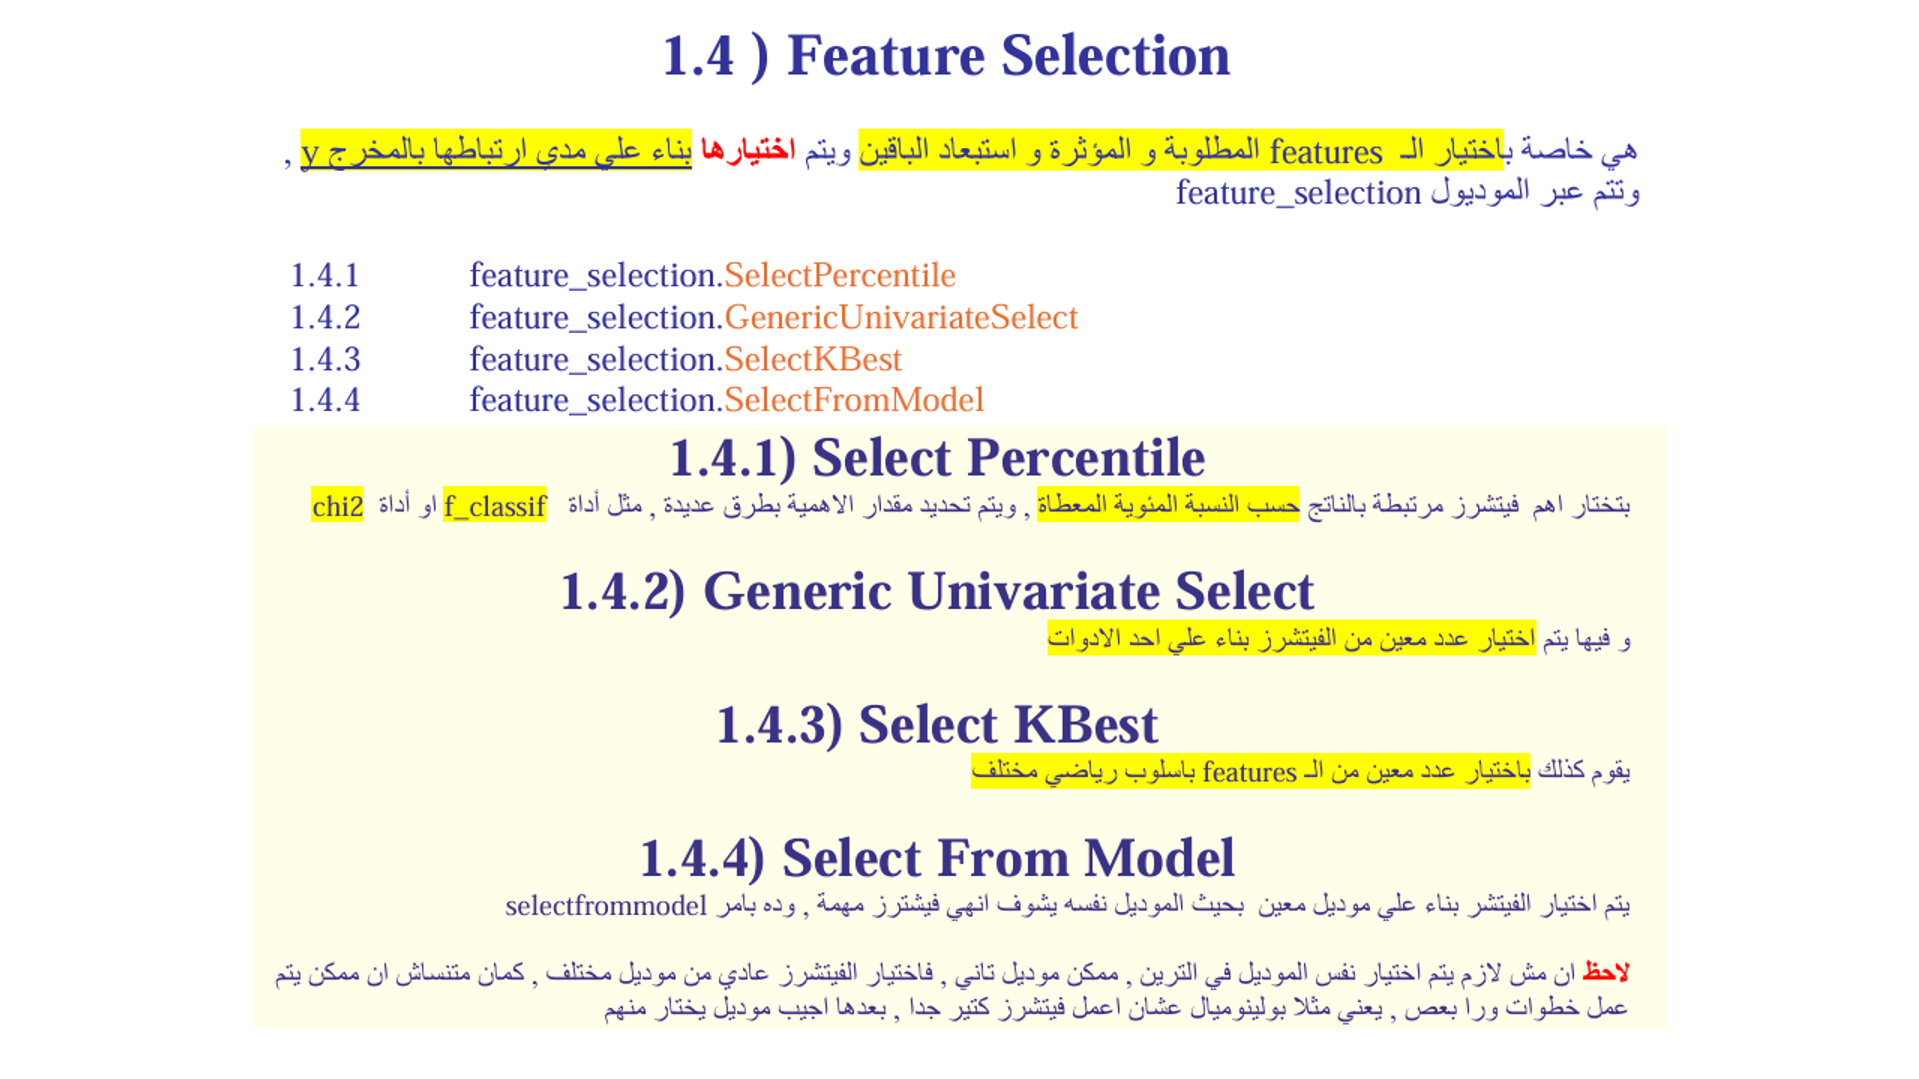 1.4 ) Feature Selection
هي خاصة باختيار الـ features المطلوبة و المؤثرة و استبعاد الباقين ويتم اختيارها بناء علي مدي ارتباطها بالمخرج y ,
وتتم عبر الموديول feature_selection
1.4.1 feature_selection.SelectPercentile
1.4.2 feature_selection.GenericUnivariateSelect
1.4.3 feature_selection.SelectKBest
1.4.4 feature_selection.SelectFromModel
1.4.1) Select Percentile
بتختار اهم فيتشرز مرتبطة بالناتج حسب النسبة المئوية المعطاة , ويتم تحديد مقدار الاهمية بطرق عديدة , مثل أداة f_classif او أداة chi2
1.4.2) Generic Univariate Select
و فيها يتم اختيار عدد معين من الفيتشرز بناء علي احد الادوات
1.4.3) Select KBest
يقوم كذلك باختيار عدد معين من الـ features باسلوب رياضي مختلف
1.4.4) Select From Model
يتم اختيار الفيتشر بناء علي موديل معين بحيث الموديل نفسه يشوف انهي فيشترز مهمة , وده بامر selectfrommodel
لاحظ ان مش لازم يتم اختيار نفس الموديل في الترين , ممكن موديل تاني , فاختيار الفيتشرز عادي من موديل مختلف , كمان متنساش ان ممكن يتم
عمل خطوات ورا بعص , يعني مثلا بولينوميال عشان اعمل فيتشرز كتير جدا , بعدها اجيب موديل يختار منهم